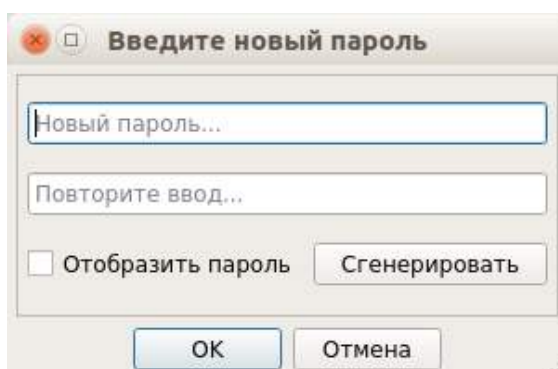 Введите новый пароль
Новый пароль...
Повторите ввод...
Отобразить пароль Сгенерировать
OK Отмена